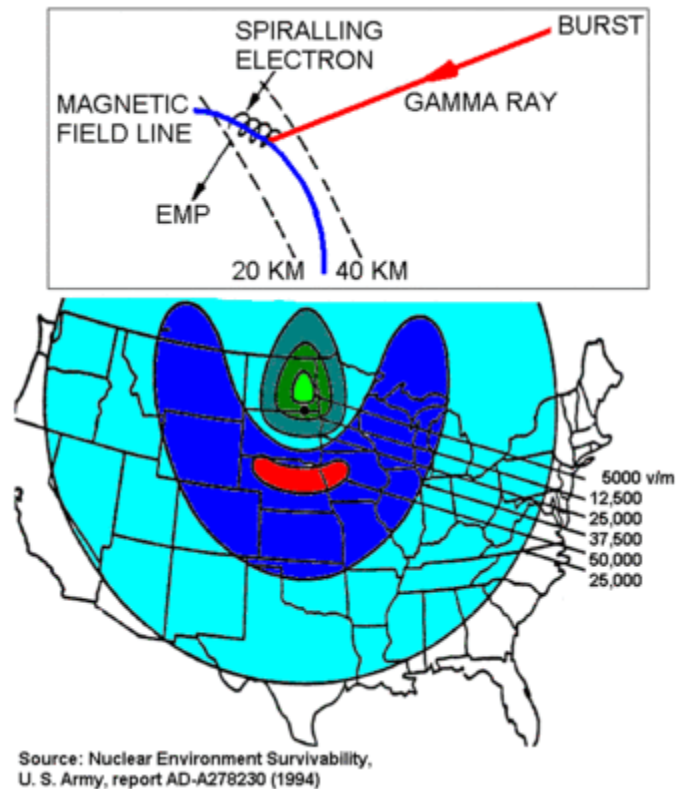 SPIRALLING
ELECTRON
BURST
GAMMA RAY
MAGNETIC
FIELD LINE
EMP
20 KM
40 KM
5000 v/m
12,500
25,000
37,500
50,000
25,000
Source: Nuclear Environment Survivability,
U. S. Army, report AD-A278230 (1994)